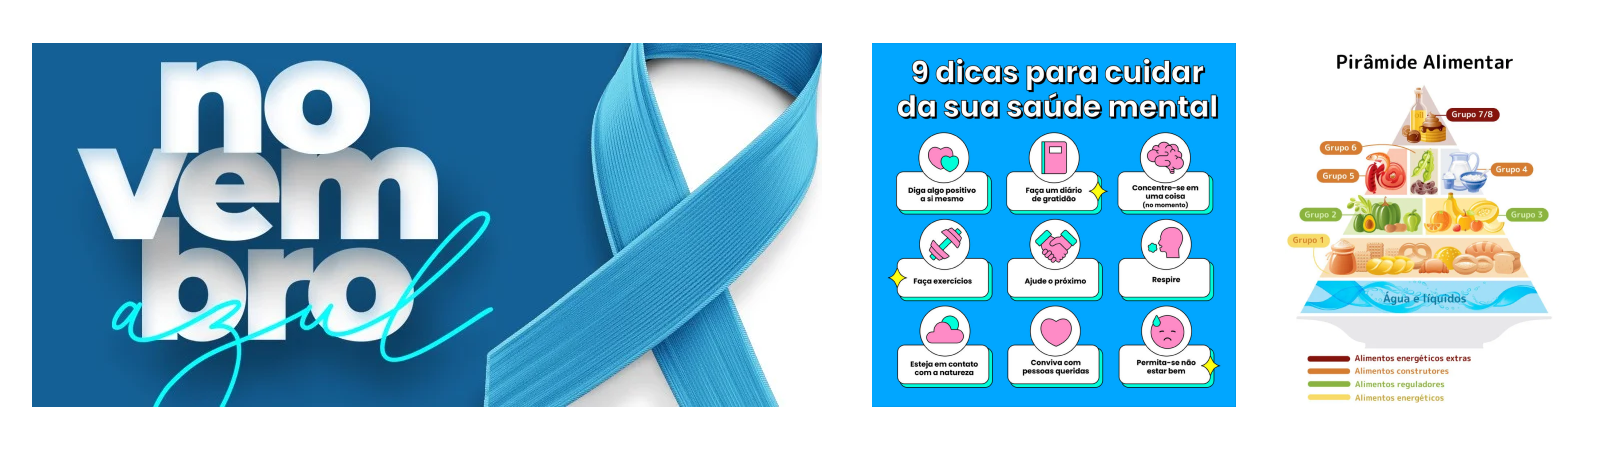 no
vem
bro
azul
9 dicas para cuidar
da sua saúde mental
Diga algo positivo
a si mesmo
Faça um diário
de gratidão
Concentre-se em
uma coisa
(no momento)
Faça exercícios
Ajude o próximo
Respire
Esteja em contato
com a natureza
Conviva com
pessoas queridas
Permita-se não
estar bem
Pirâmide Alimentar
Grupo 7/8
Grupo 6
Grupo 5
Grupo 4
Grupo 2
Grupo 3
Grupo 1
Água e líquidos
Alimentos energéticos extras
Alimentos construtores
Alimentos reguladores
Alimentos energéticos